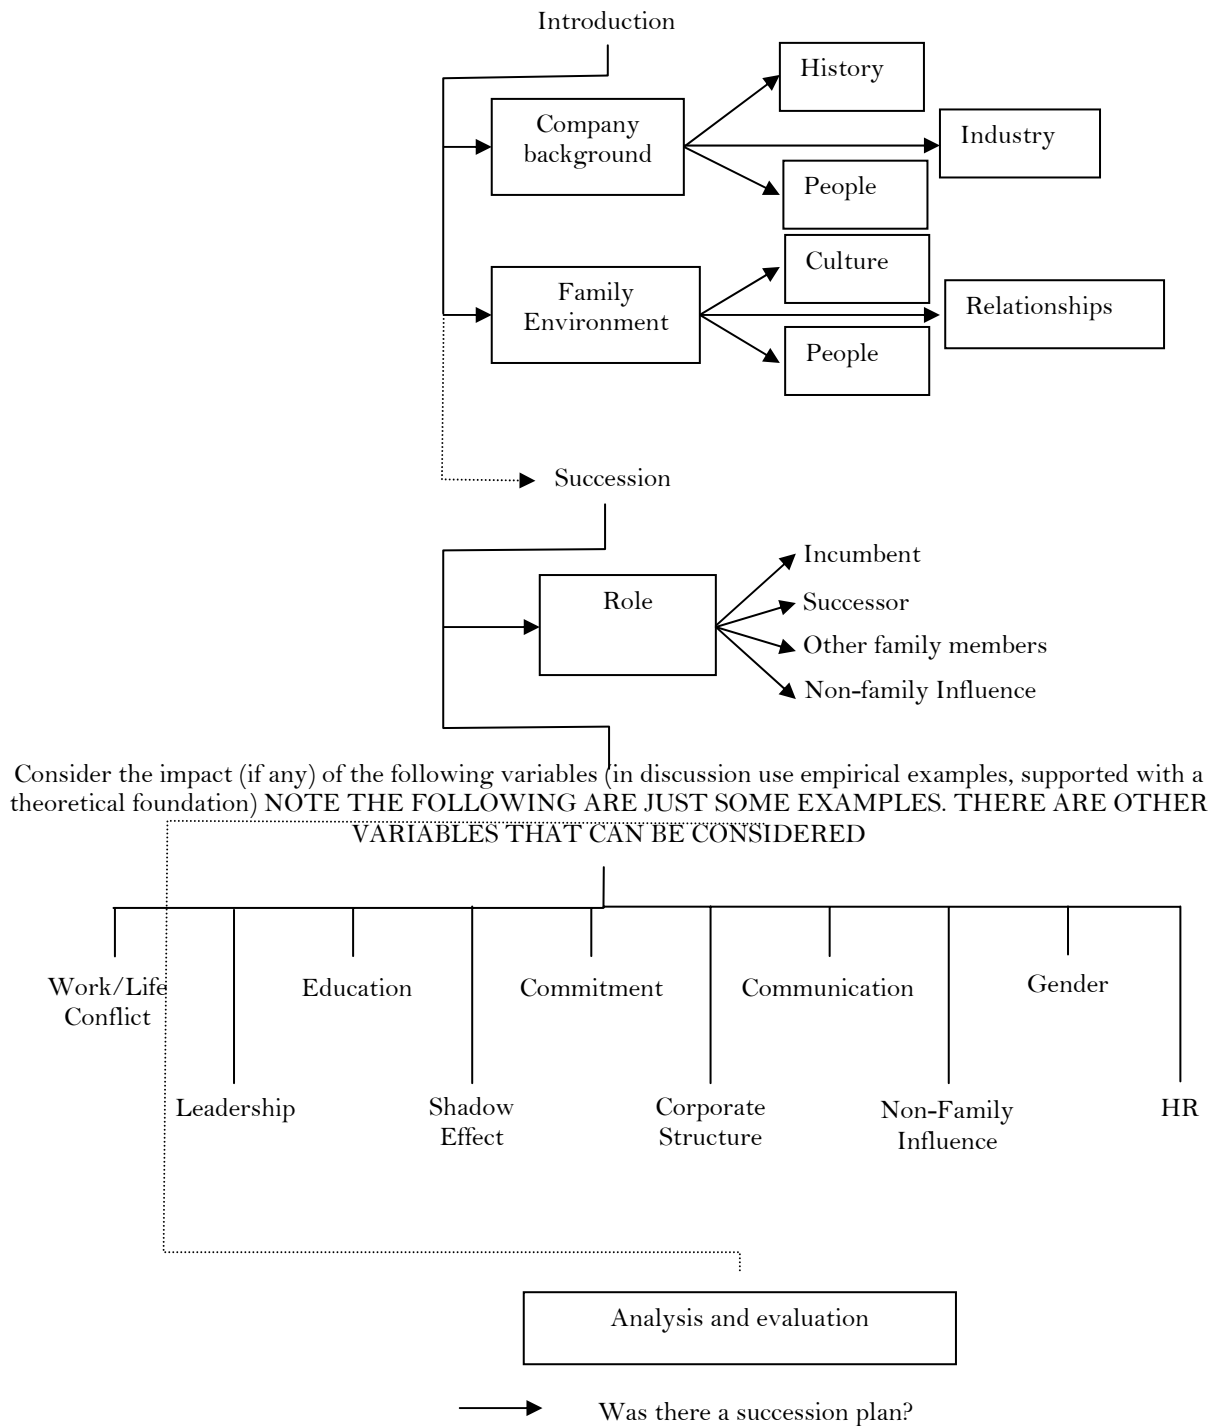 Introduction
History
Company
background
Industry
People
Culture
Family
Environment
Relationships
People
Succession
Incumbent
Role
Successor
Other family members
Non-family Influence
Consider the impact (if any) of the following variables (in discussion use empirical examples, supported with a
theoretical foundation) NOTE THE FOLLOWING ARE JUST SOME EXAMPLES. THERE ARE OTHER
VARIABLES THAT CAN BE CONSIDERED
Work/Life
Conflict
Education
Commitment
Communication
Gender
Leadership
Shadow
Effect
Corporate
Structure
Non-Family
Influence
HR
Analysis and evaluation
Was there a succession plan?